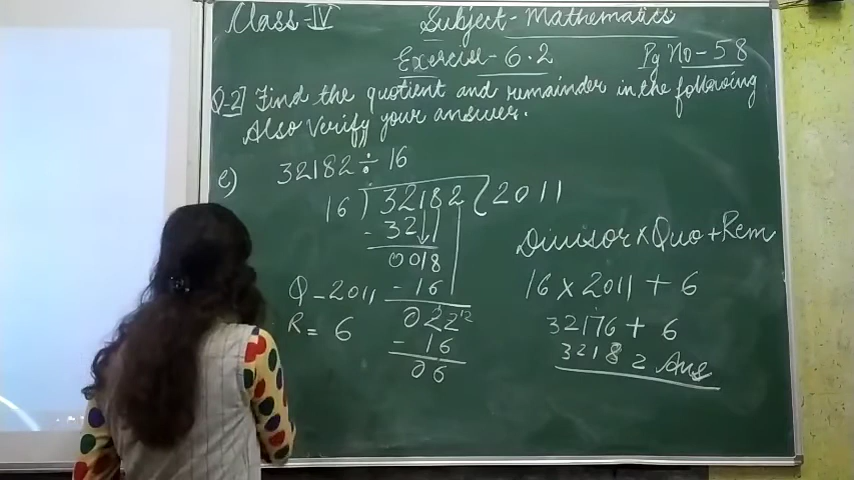 Class-IV Subject-Mathematics
Exercise-6.2 Pg No-58
Q-2] Find the quotient and remainder in the following
Also Verify your answer.
e) 32182 ÷ 16
16) 32182 (2011
- 32
0018
- 16
022
- 16
06
Q - 2011
R = 6
Divisor × Quo + Rem
16 × 2011 + 6
32176 + 6
32182 Ans